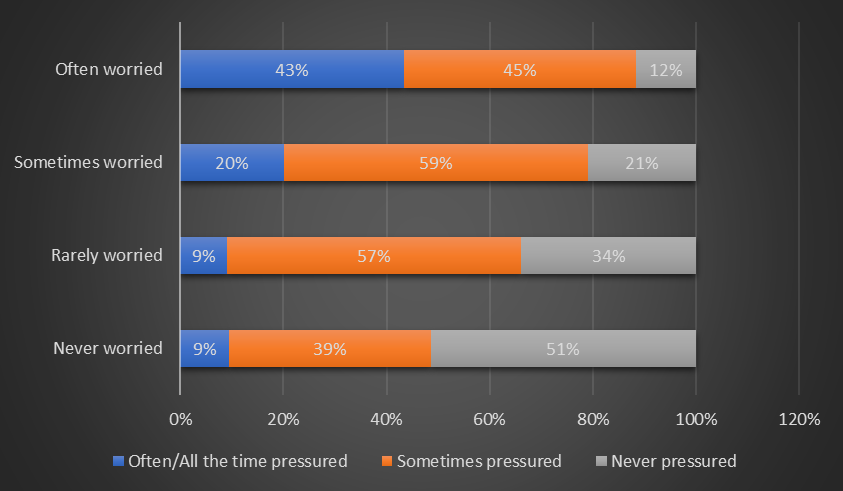 Often worried 43% 45% 12%
Sometimes worried 20% 59% 21%
Rarely worried 9% 57% 34%
Never worried 9% 39% 51%
0% 20% 40% 60% 80% 100% 120%
Often/All the time pressured Sometimes pressured Never pressured